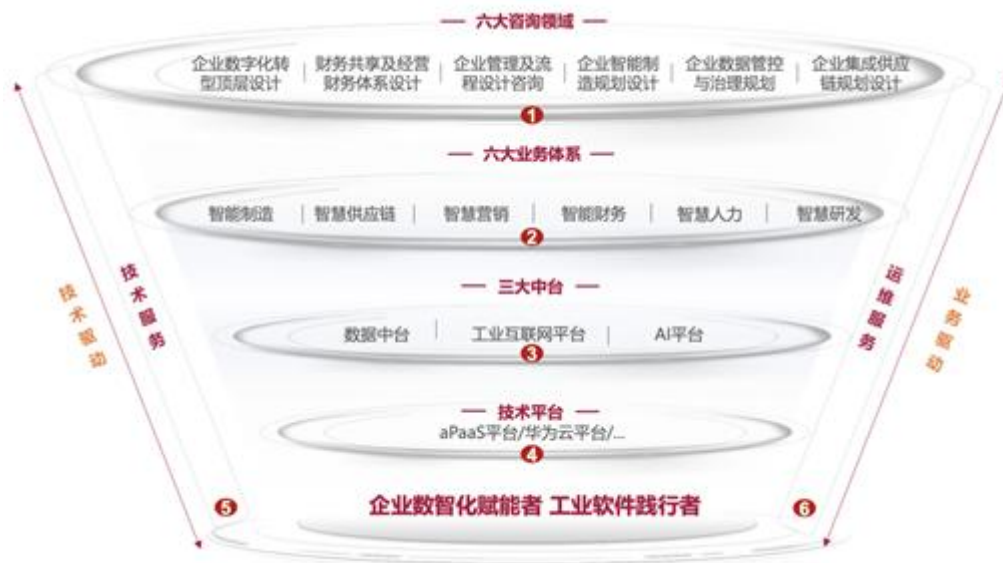 六大咨询领域
企业数字化转型顶层设计
财务共享及经营财务体系设计
企业管理及流程设计咨询
企业智能制造规划设计
企业数据管控与治理规划
企业集成供应链规划设计
1
六大业务体系
智能制造
智慧供应链
智慧营销
智能财务
智慧人力
智慧研发
2
三大中台
数据中台
工业互联网平台
AI平台
3
技术平台
aPaaS平台/华为云平台/...
4
技术驱动
技术服务
5
运维服务
业务驱动
6
企业数智化赋能者 工业软件践行者